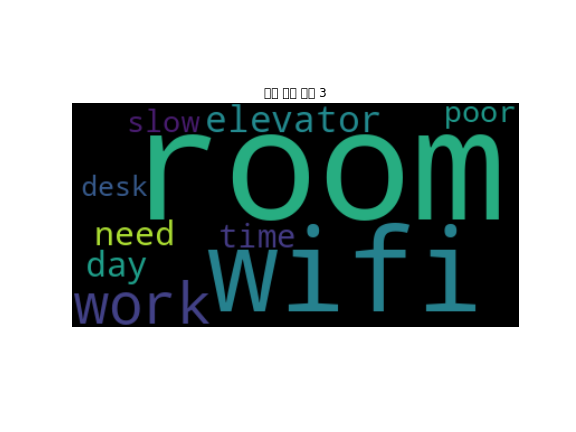 3
slow elevator poor
room
desk
need time
day Wifi
work